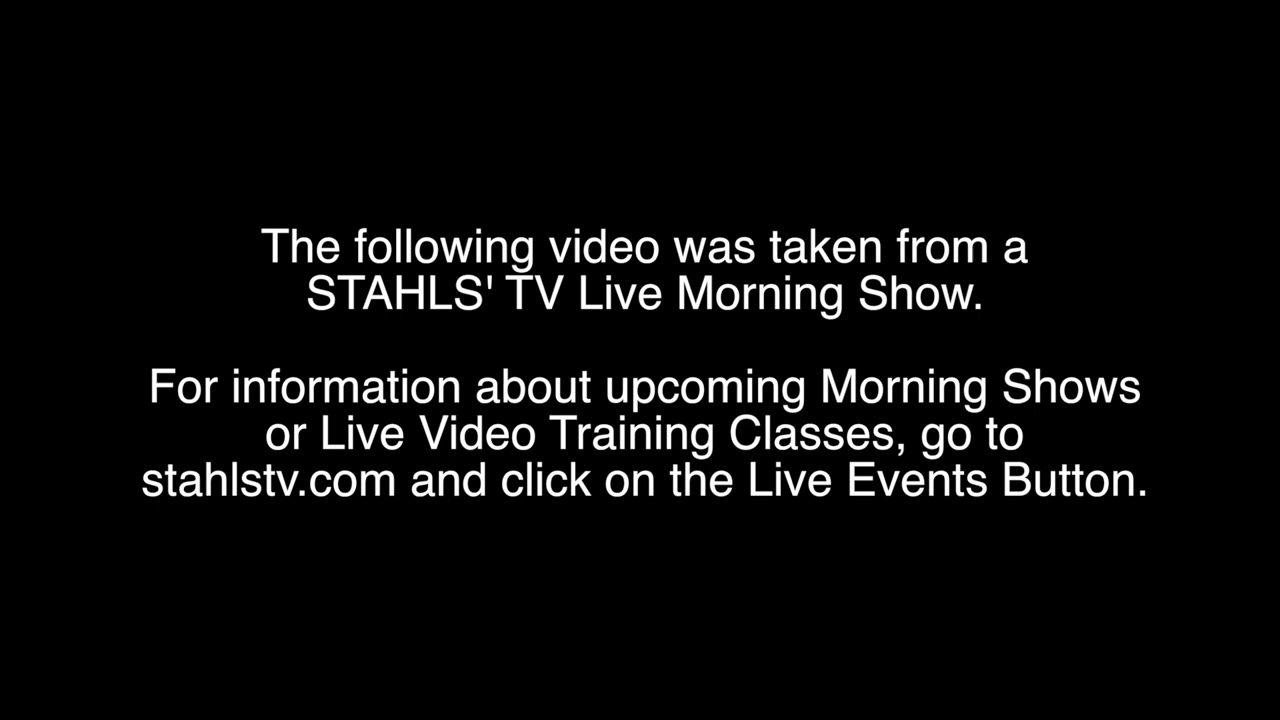 The following video was taken from a
STAHLS' TV Live Morning Show.
For information about upcoming Morning Shows
or Live Video Training Classes, go to
stahlstv.com and click on the Live Events Button.